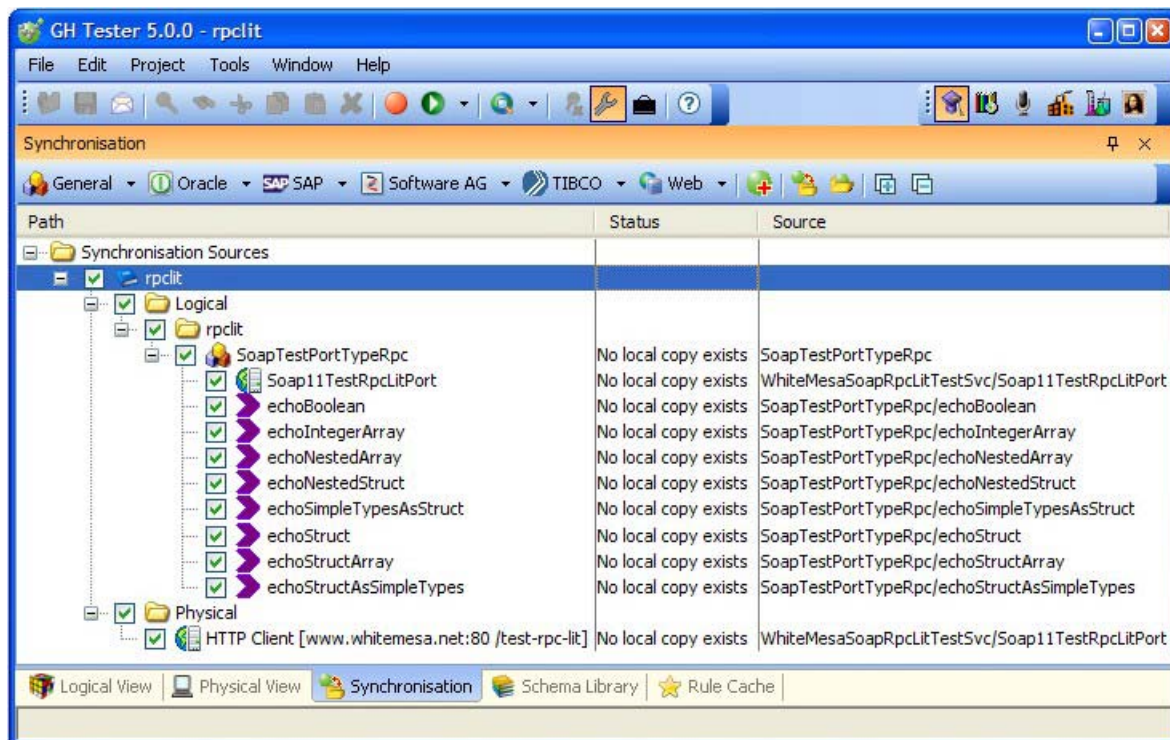 GH Tester 5.0.0 - rpclit
File Edit Project Tools Window Help
Synchronisation
General Oracle SAP SAP Software AG TIBCO Web
Path Status Source
Synchronisation Sources
rpclit
Logical
rpclit
SoapTestPortTypeRpc No local copy exists SoapTestPortTypeRpc
Soap11TestRpcLitPort No local copy exists WhiteMesaSoapRpcLitTestSvc/Soap11TestRpcLitPort
echoBoolean No local copy exists SoapTestPortTypeRpc/echoBoolean
echoIntegerArray No local copy exists SoapTestPortTypeRpc/echoIntegerArray
echoNestedArray No local copy exists SoapTestPortTypeRpc/echoNestedArray
echoNestedStruct No local copy exists SoapTestPortTypeRpc/echoNestedStruct
echoSimpleTypesAsStruct No local copy exists SoapTestPortTypeRpc/echoSimpleTypesAsStruct
echoStruct No local copy exists SoapTestPortTypeRpc/echoStruct
echoStructArray No local copy exists SoapTestPortTypeRpc/echoStructArray
echoStructAsSimpleTypes No local copy exists SoapTestPortTypeRpc/echoStructAsSimpleTypes
Physical
HTTP Client [www.whitemesa.net:80 /test-rpc-lit] No local copy exists WhiteMesaSoapRpcLitTestSvc/Soap11TestRpcLitPort
Logical View Physical View Synchronisation Schema Library Rule Cache